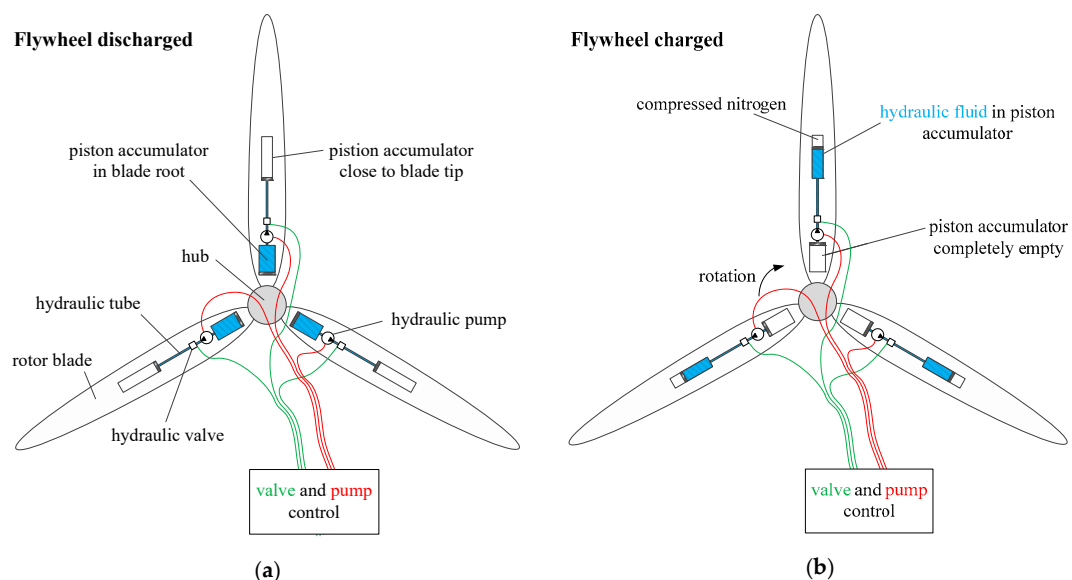 Flywheel discharged
piston accumulator
in blade root
pistion accumulator
close to blade tip
hub
hydraulic tube
hydraulic pump
rotor blade
hydraulic valve
valve and pump
control
(a)
Flywheel charged
compressed nitrogen
hydraulic fluid in piston
accumulator
piston accumulator
completely empty
rotation
valve and pump
control
(b)